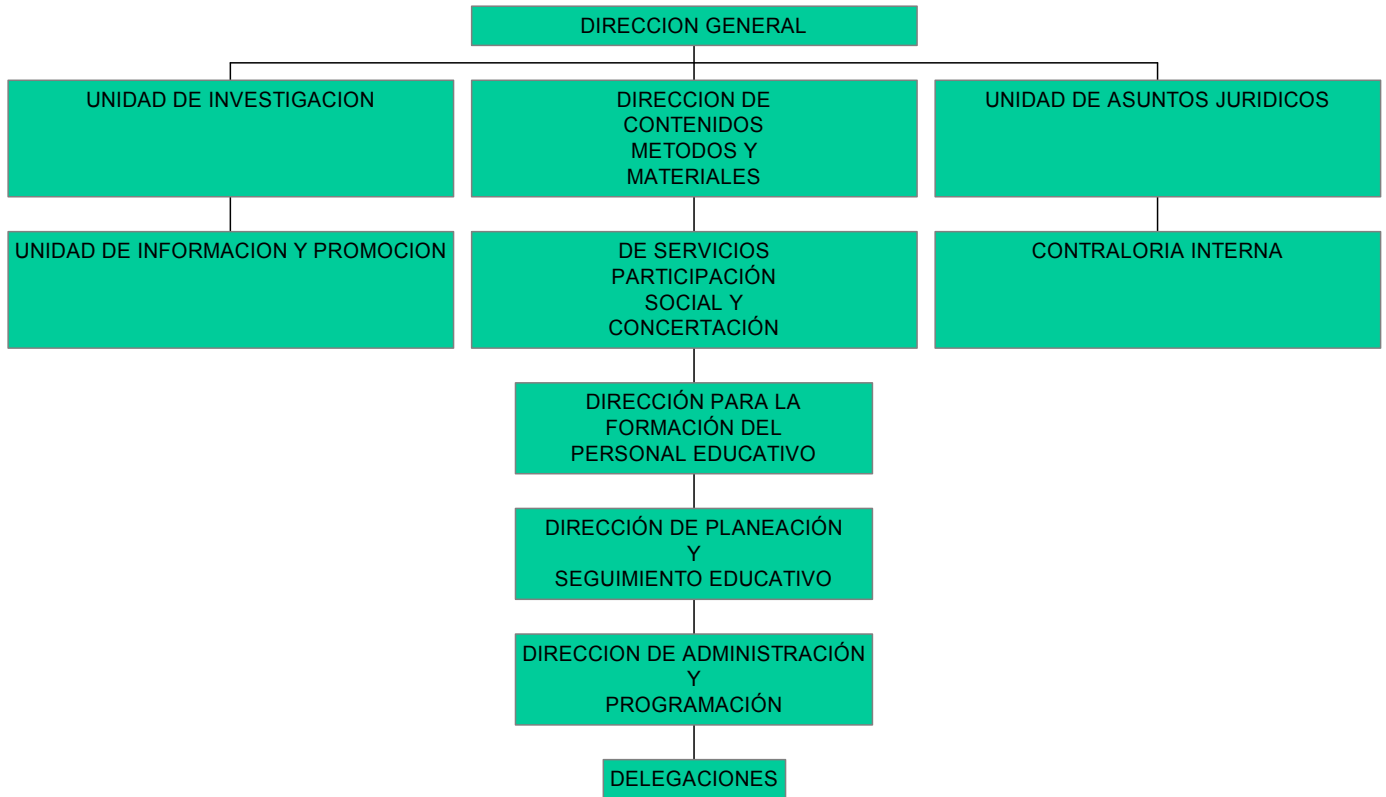 DIRECCION GENERAL
UNIDAD DE INVESTIGACION
DIRECCION DE
CONTENIDOS
METODOS Y
MATERIALES
UNIDAD DE ASUNTOS JURIDICOS
UNIDAD DE INFORMACION Y PROMOCION
DE SERVICIOS
PARTICIPACIÓN
SOCIAL Y
CONCERTACIÓN
CONTRALORIA INTERNA
DIRECCIÓN PARA LA
FORMACIÓN DEL
PERSONAL EDUCATIVO
DIRECCIÓN DE PLANEACIÓN
Y
SEGUIMIENTO EDUCATIVO
DIRECCION DE ADMINISTRACIÓN
Y
PROGRAMACIÓN
DELEGACIONES